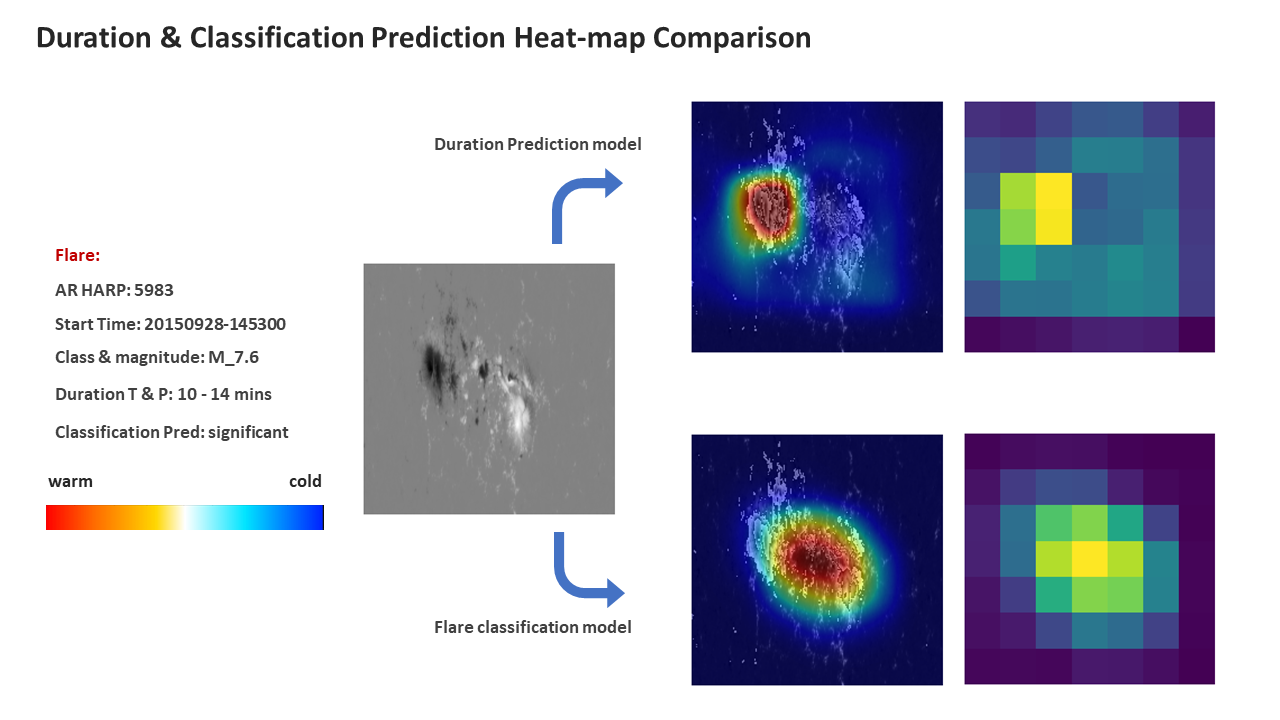 Duration & Classification Prediction Heat-map Comparison
Duration Prediction model
Flare:
AR HARP: 5983
Start Time: 20150928-145300
Class & magnitude: M_7.6
Duration T & P: 10 - 14 mins
Classification Pred: significant
warm cold
Flare classification model